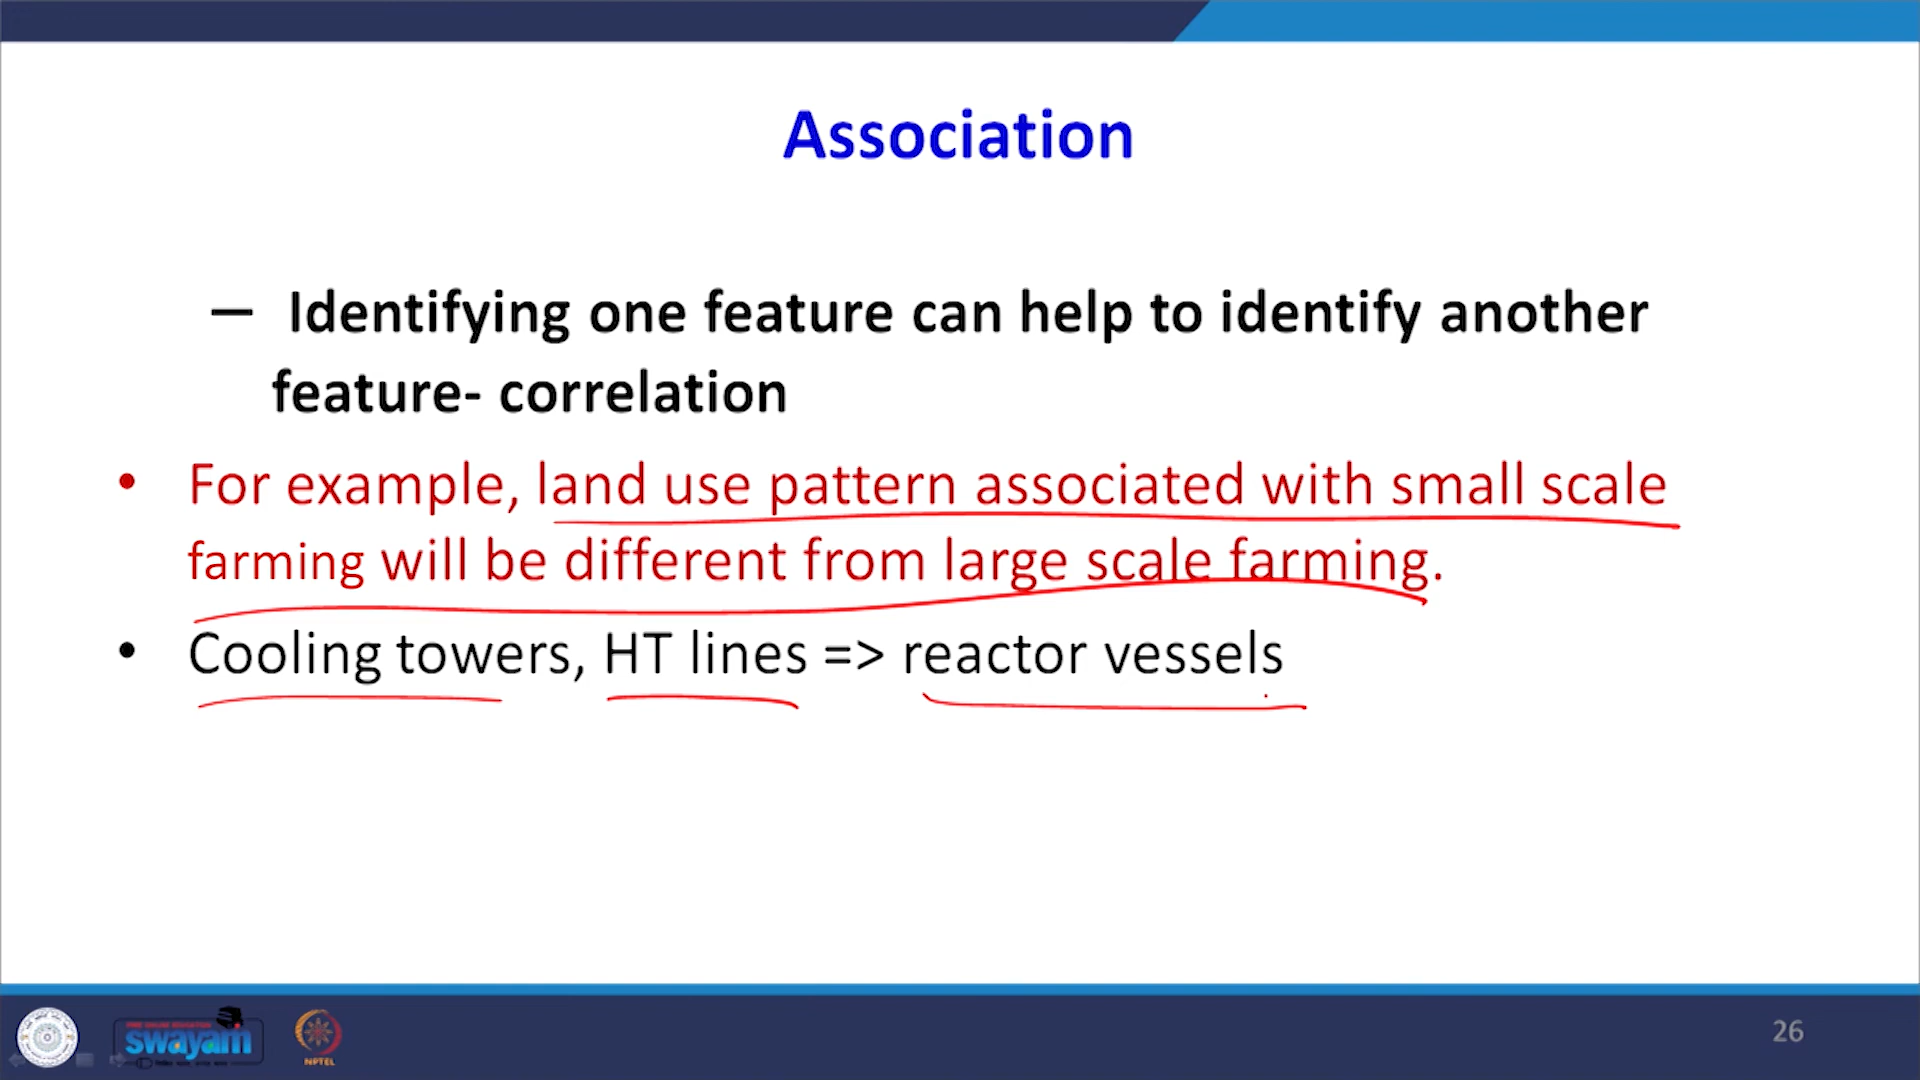 Association
– Identifying one feature can help to identify another
feature- correlation
• For example, land use pattern associated with small scale
farming will be different from large scale farming.
• Cooling towers, HT lines => reactor vessels
swayam
NPTEL
26